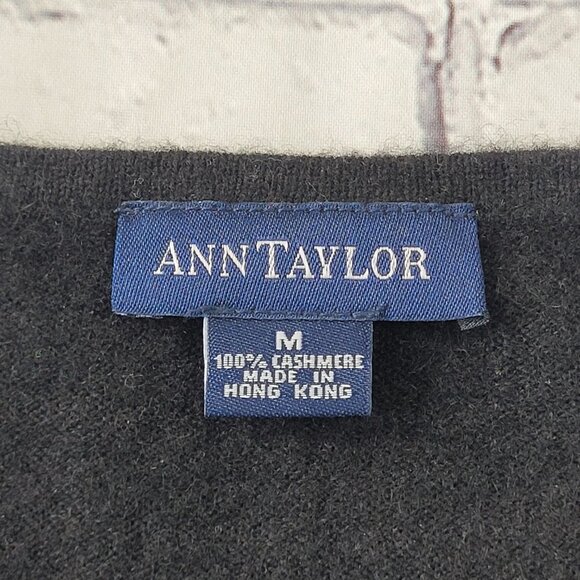 ANN TAYLOR
M
100% CASHMERE
MADE IN
HONG KONG